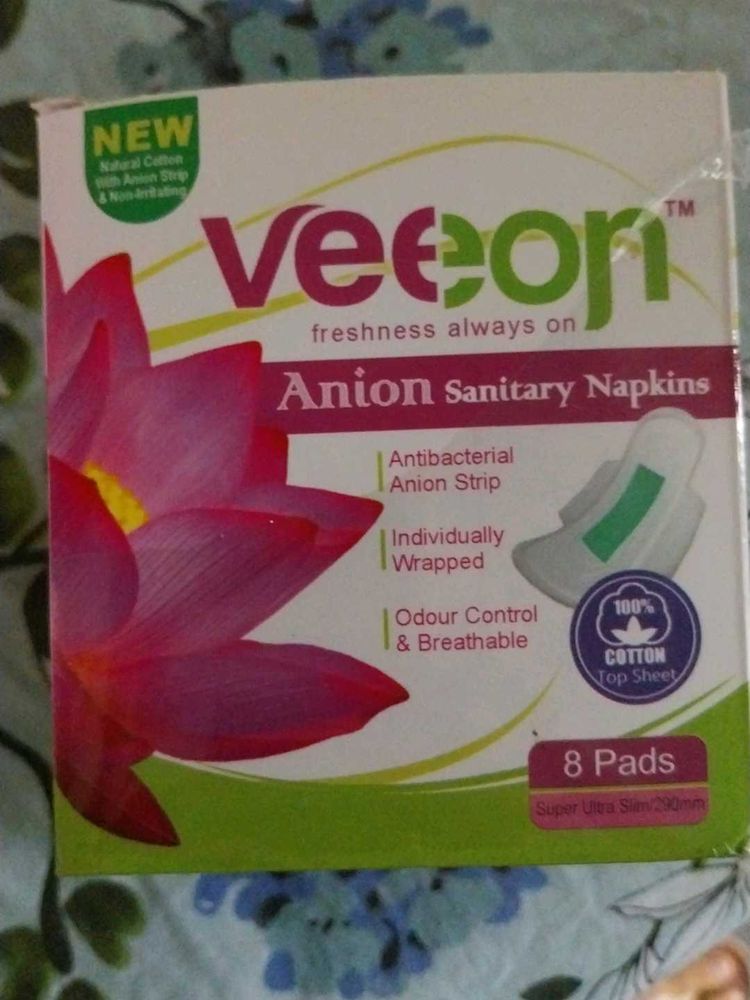 NEW
Natural Cotton
With Anion Strip
& Non-Irritating
veeon™
freshness always on
Anion Sanitary Napkins
Antibacterial
Anion Strip
Individually
Wrapped
Odour Control
& Breathable
100%
COTTON
Top Sheet
8 Pads
Super Ultra Slim/290mm